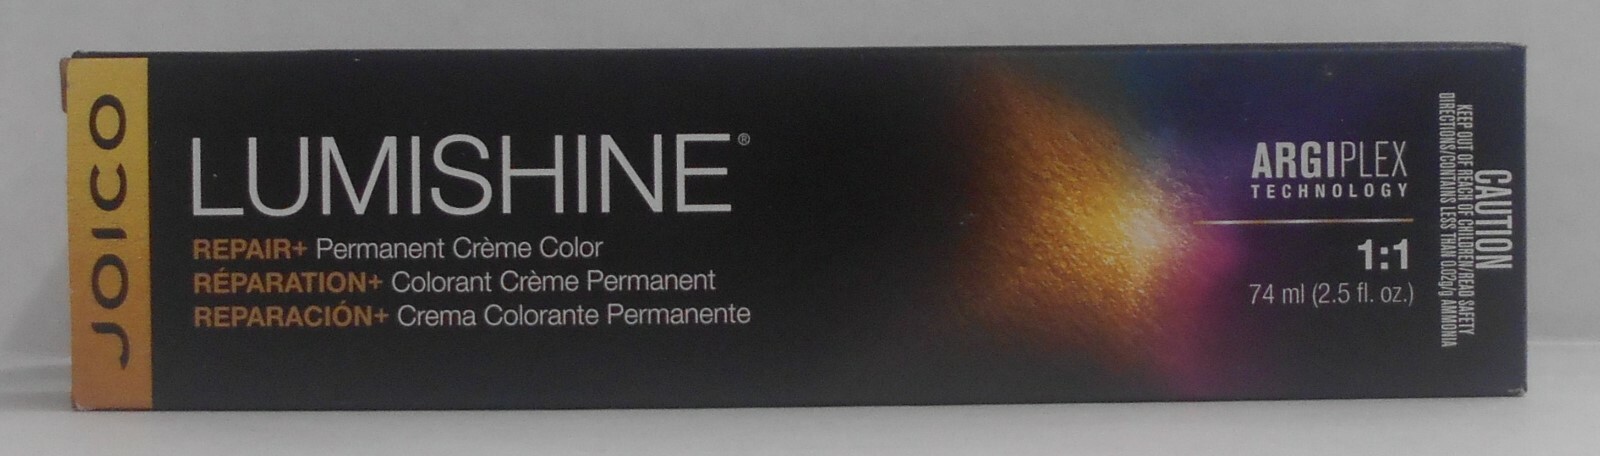 JOICO
LUMISHINE®
REPAIR+ Permanent Crème Color
RÉPARATION+ Colorant Crème Permanent
REPARACIÓN+ Crema Colorante Permanente
ARGIPLEX
TECHNOLOGY
1:1
74 ml (2.5 fl. oz.)
CAUTION
KEEP OUT OF REACH OF CHILDREN/READ SAFETY
DIRECTIONS/CONTAINS LESS THAN 0.02g/g AMMONIA